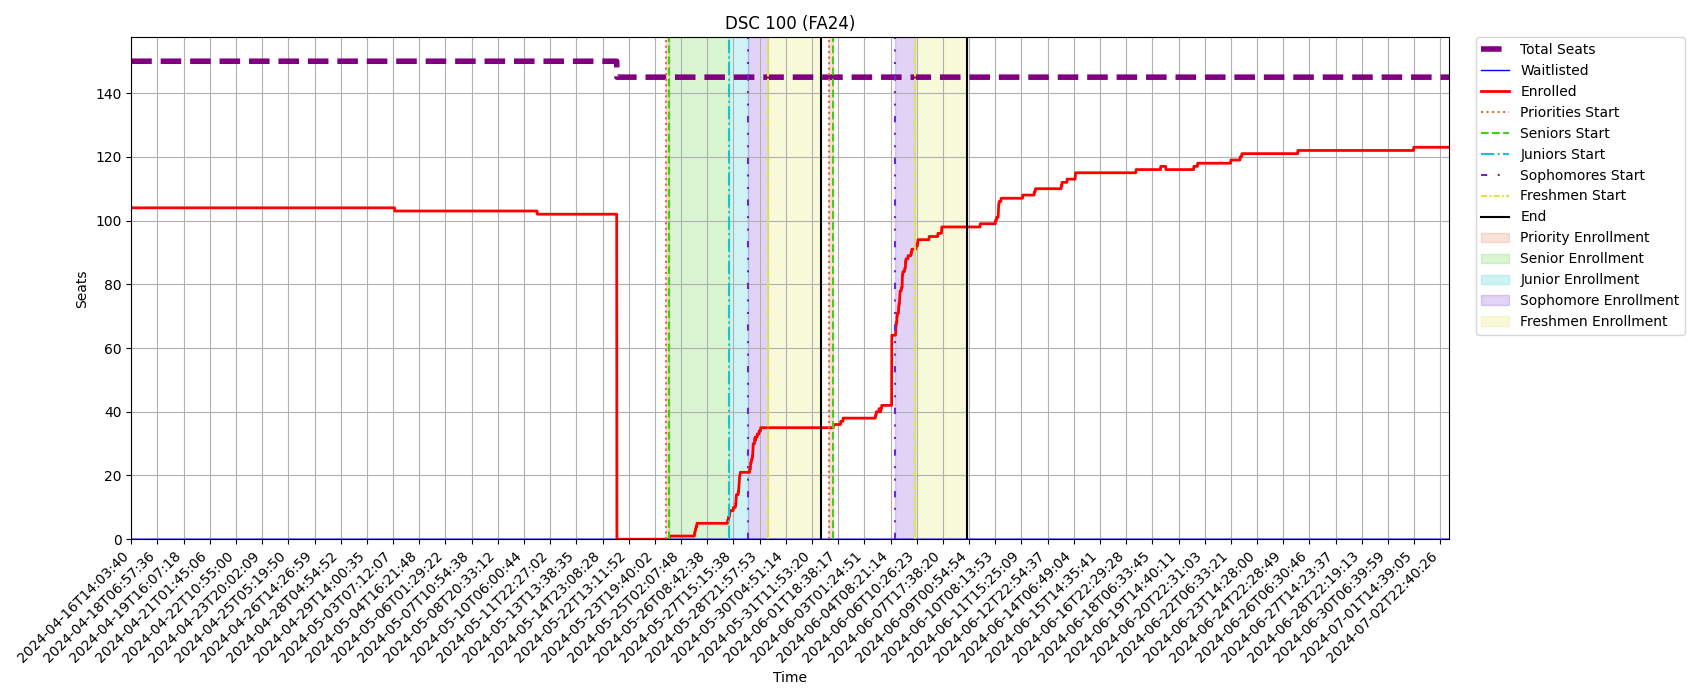 DSC 100 (FA24)
Total Seats
Waitlisted
Enrolled
Priorities Start
Seniors Start
Juniors Start
Sophomores Start
Freshmen Start
End
Priority Enrollment
Senior Enrollment
Junior Enrollment
Sophomore Enrollment
Freshmen Enrollment
Seats
140
120
100
80
60
40
20
0
2024-04-16T14:03:40
2024-04-18T06:57:36
2024-04-19T16:07:18
2024-04-21T01:45:06
2024-04-22T10:55:00
2024-04-23T20:02:09
2024-04-25T05:19:50
2024-04-26T14:26:59
2024-04-28T04:54:52
2024-04-29T14:00:35
2024-05-03T07:12:07
2024-05-04T16:21:48
2024-05-06T01:29:22
2024-05-07T10:54:38
2024-05-08T20:33:12
2024-05-10T06:00:44
2024-05-11T22:27:02
2024-05-13T13:38:35
2024-05-14T23:08:28
2024-05-22T13:11:52
2024-05-23T19:40:02
2024-05-25T02:07:48
2024-05-26T08:42:38
2024-05-27T15:15:38
2024-05-28T21:57:53
2024-05-30T04:51:14
2024-05-31T11:53:20
2024-06-01T18:38:17
2024-06-03T01:24:51
2024-06-04T08:21:14
2024-06-06T10:26:23
2024-06-07T17:38:20
2024-06-09T00:54:54
2024-06-10T08:13:53
2024-06-11T15:25:09
2024-06-12T22:54:37
2024-06-14T06:49:04
2024-06-15T14:35:41
2024-06-16T22:29:28
2024-06-18T06:33:45
2024-06-19T14:40:11
2024-06-20T22:31:03
2024-06-22T06:33:21
2024-06-23T14:28:00
2024-06-24T22:28:49
2024-06-26T06:30:46
2024-06-27T14:23:37
2024-06-28T22:19:13
2024-06-30T06:39:59
2024-07-01T14:39:05
2024-07-02T22:40:26
Time